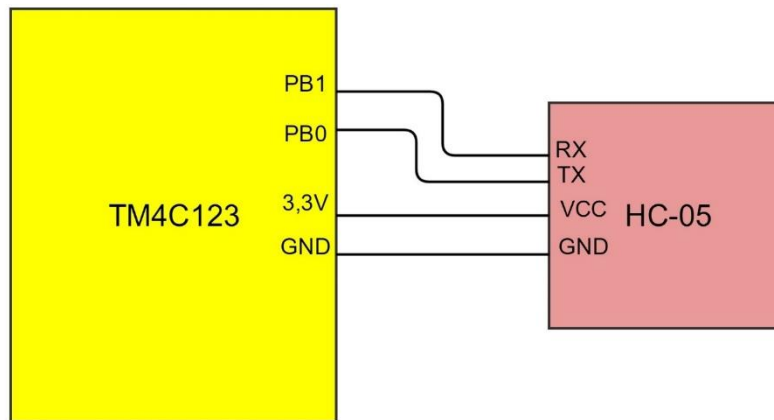 PB1
PB0
3,3V
GND
TM4C123
RX
TX
VCC
GND
HC-05